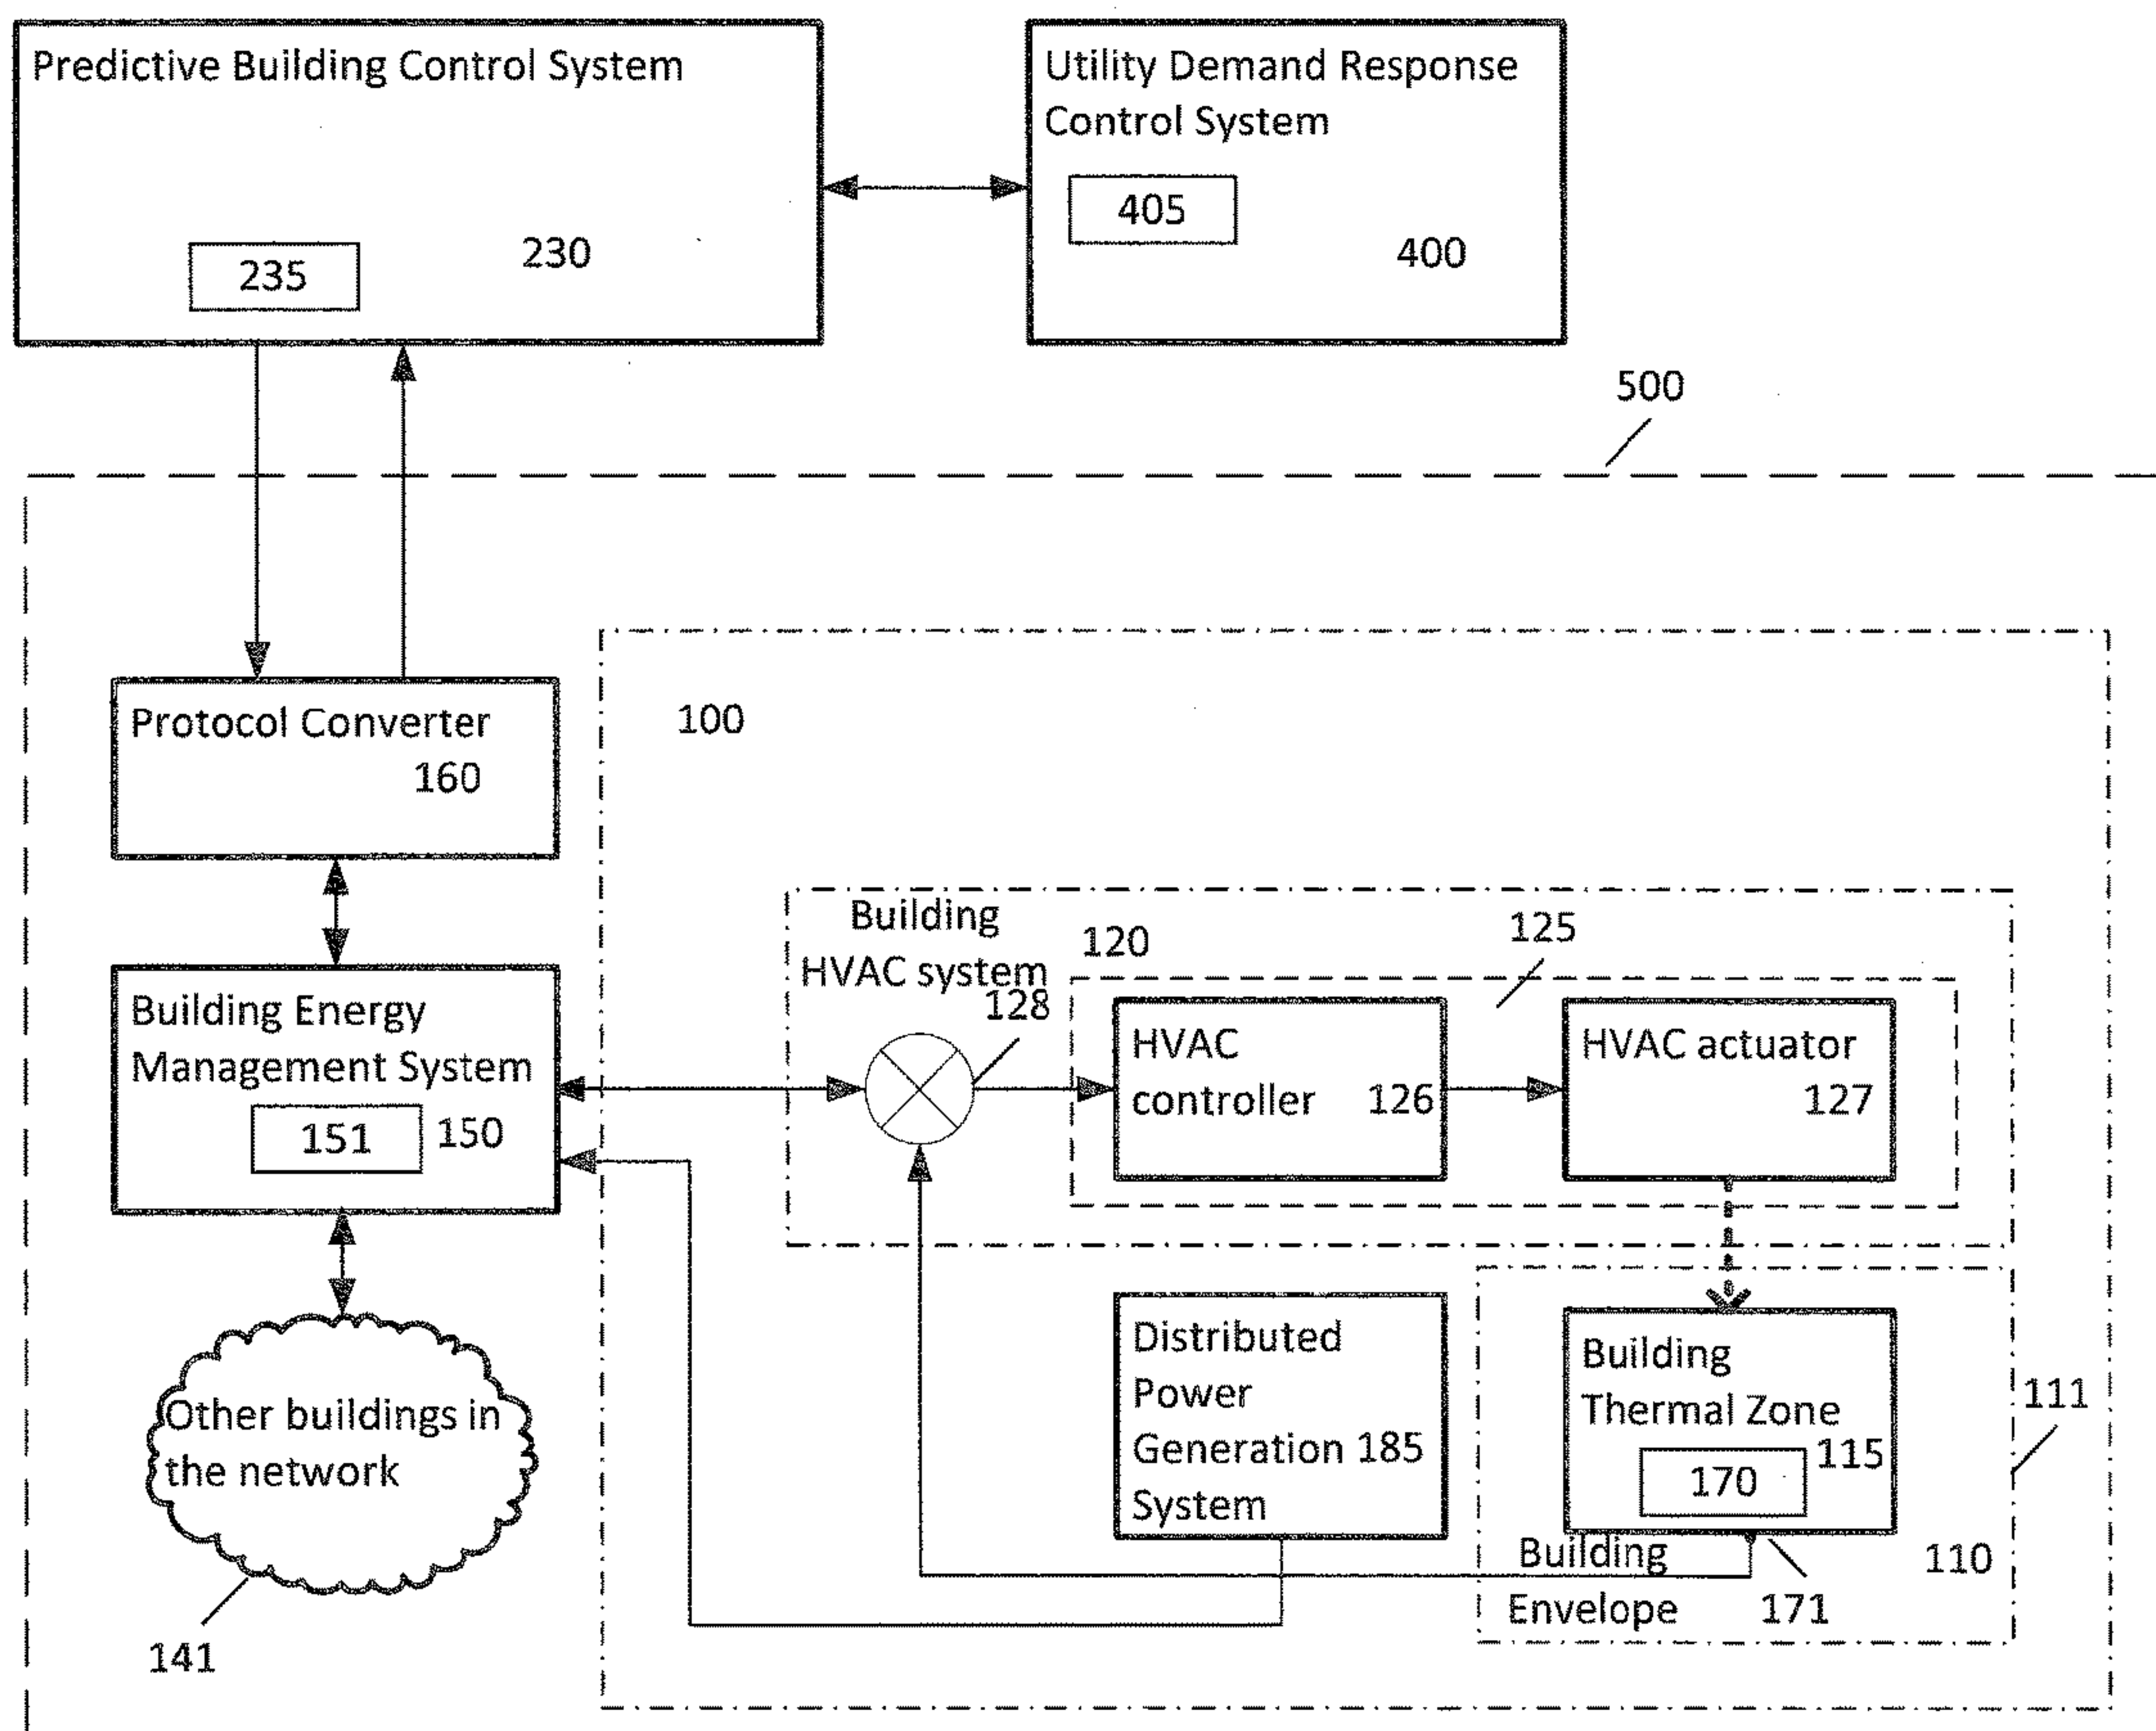 Predictive Building Control System
230
235
Utility Demand Response
Control System
405
400
500
Protocol Converter
160
100
Building
HVAC system
120
125
128
HVAC
controller 126
HVAC actuator
127
Building Energy
Management System
151 150
Other buildings in
the network
141
Distributed
Power
Generation 185
System
Building
Thermal Zone
115
170
111
Building
Envelope
110
171